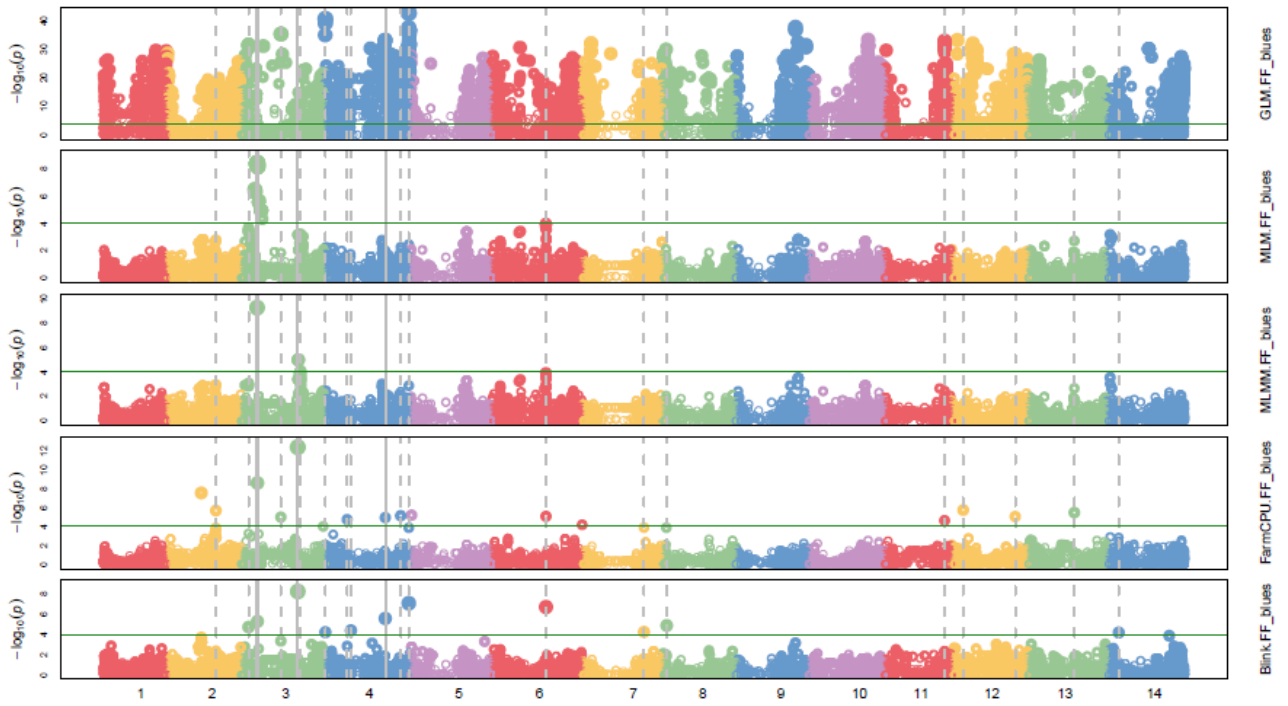 40
30
20
10
0
−log₁₀(p)
GLM.FF_blues
8
6
4
2
0
−log₁₀(p)
MLM.FF_blues
10
8
6
4
2
0
−log₁₀(p)
MLMM.FF_blues
12
10
8
6
4
2
0
−log₁₀(p)
FarmCPU.FF_blues
8
6
4
2
0
−log₁₀(p)
Blink.FF_blues
1 2 3 4 5 6 7 8 9 10 11 12 13 14